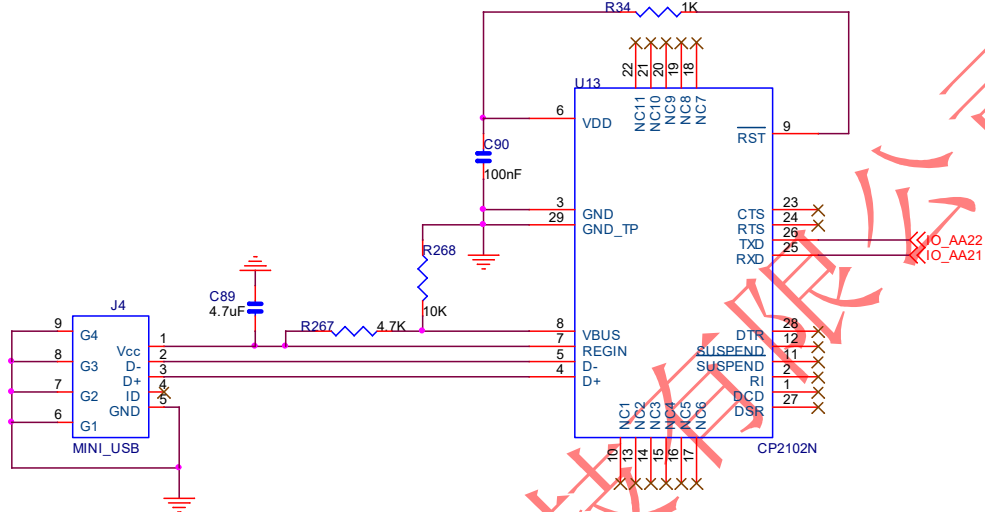 R34 1K
22 21 20 19 18
U13
NC11 NC10 NC9 NC8 NC7
6 VDD
RST 9
C90
100nF
3 GND
29 GND_TP
CTS 23
RTS 24
TXD 26 IO_AA22
RXD 25 IO_AA21
R268
10K
C89
4.7uF
R267 4.7K
8 VBUS
7 REGIN
5 D-
4 D+
DTR 28
SUSPEND 12
SUSPEND 11
RI 2
DCD 1
DSR 27
J4
9 G4
8 G3
7 G2
6 G1
Vcc 1
D- 2
D+ 3
ID 4
GND 5
MINI_USB
NC1 NC2 NC3 NC4 NC5 NC6
10 13 14 15 16 17
CP2102N
有限公司